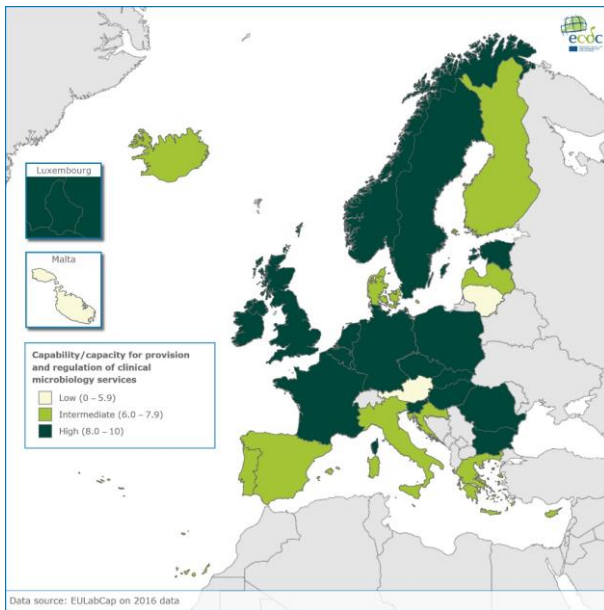 ecdc
Luxembourg
Malta
Capability/capacity for provision
and regulation of clinical
microbiology services
Low (0 – 5.9)
Intermediate (6.0 – 7.9)
High (8.0 – 10)
Data source: EULabCap on 2016 data